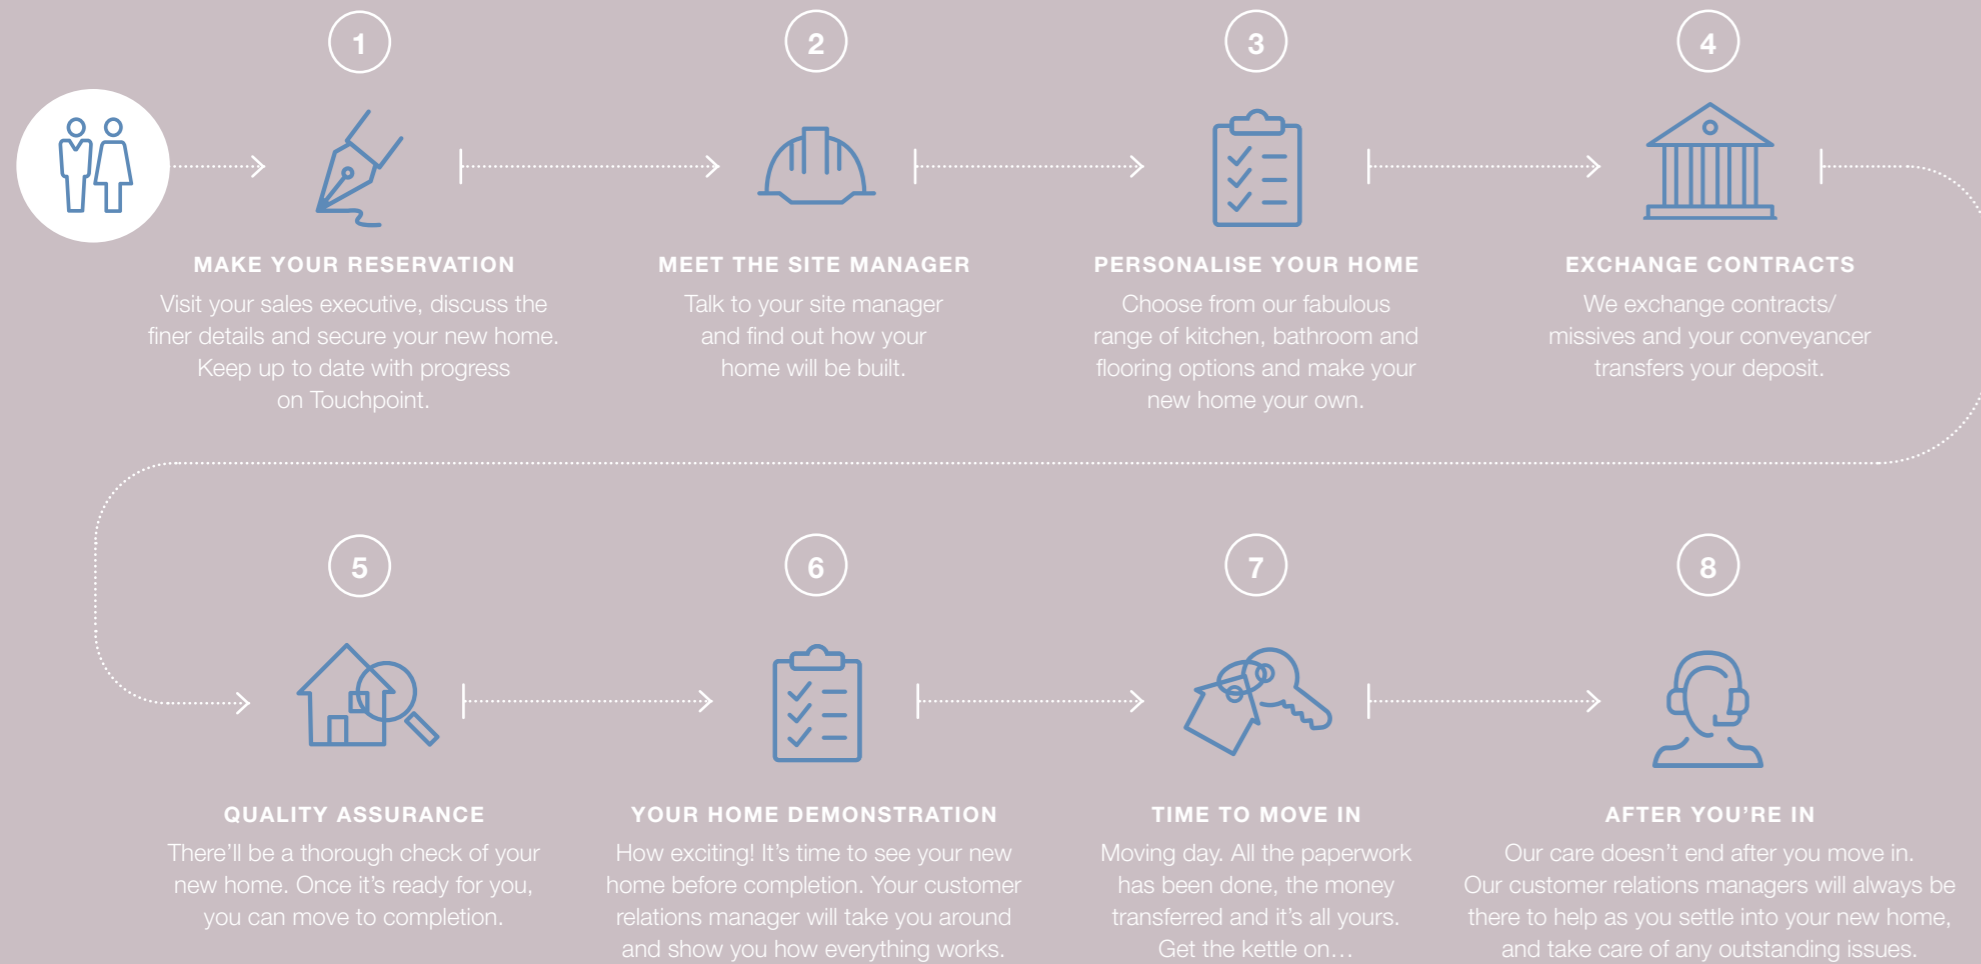 1
MAKE YOUR RESERVATION
Visit your sales executive, discuss the
finer details and secure your new home.
Keep up to date with progress
on Touchpoint.
2
MEET THE SITE MANAGER
Talk to your site manager
and find out how your
home will be built.
3
PERSONALISE YOUR HOME
Choose from our fabulous
range of kitchen, bathroom and
flooring options and make your
new home your own.
4
EXCHANGE CONTRACTS
We exchange contracts/
missives and your conveyancer
transfers your deposit.
5
QUALITY ASSURANCE
There’ll be a thorough check of your
new home. Once it’s ready for you,
you can move to completion.
6
YOUR HOME DEMONSTRATION
How exciting! It’s time to see your new
home before completion. Your customer
relations manager will take you around
and show you how everything works.
7
TIME TO MOVE IN
Moving day. All the paperwork
has been done, the money
transferred and it’s all yours.
Get the kettle on…
8
AFTER YOU’RE IN
Our care doesn’t end after you move in.
Our customer relations managers will always be
there to help as you settle into your new home,
and take care of any outstanding issues.